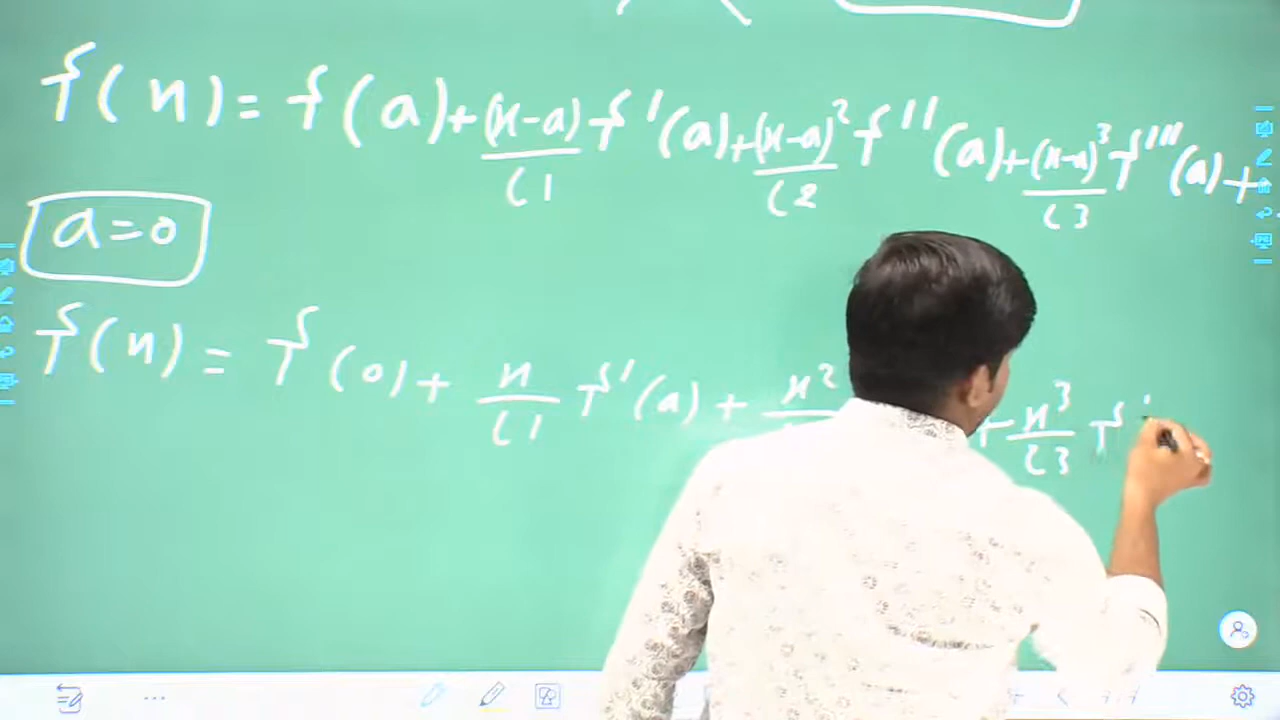 f(x) = f(a) + (x-a)/⌊1 f'(a) + (x-a)²/⌊2 f''(a) + (x-a)³/⌊3 f'''(a) +
a = 0
f(x) = f(0) + x/⌊1 f'(a) + x² + x³/⌊3 f'